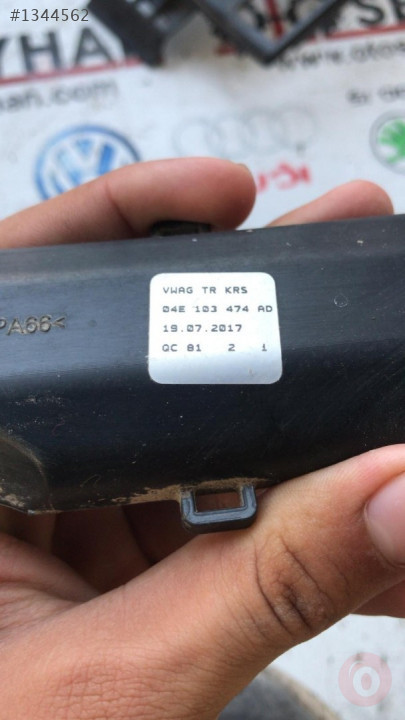 #1344562
VWAG TR KRS
04E 103 474 AD
19.07.2017
QC 81 2 1
PA66<